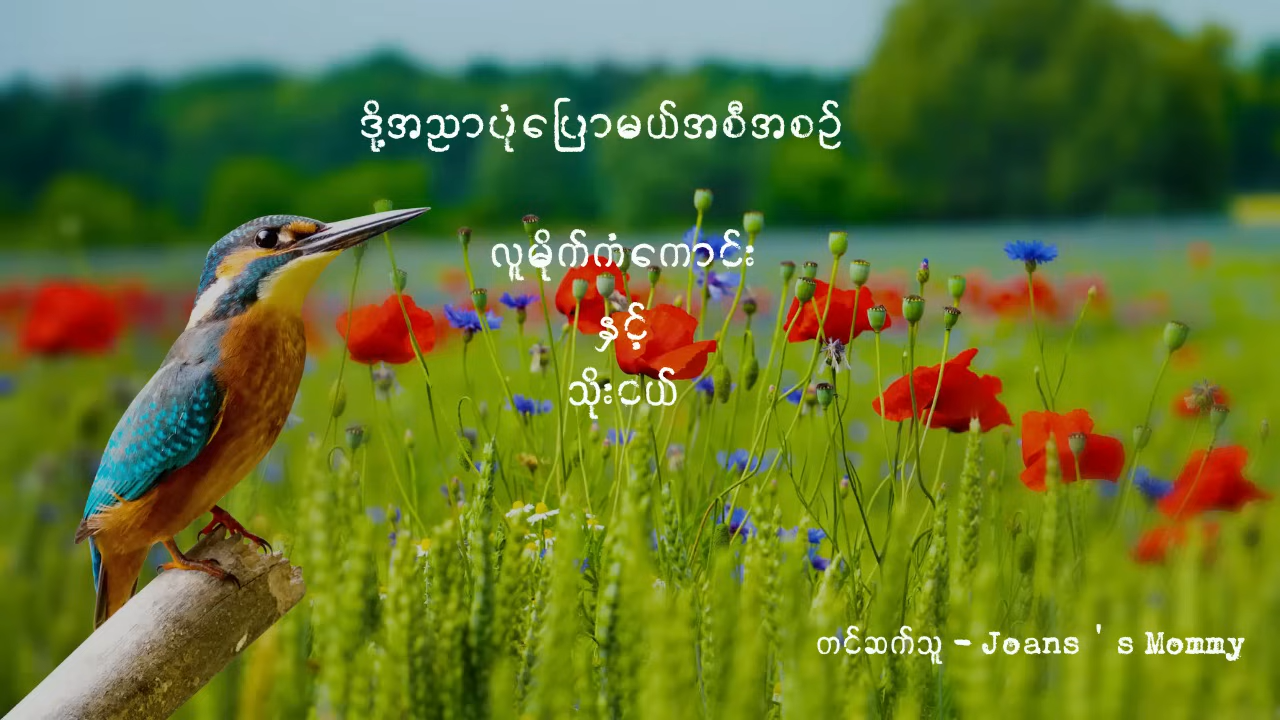 ဒို့အညာပုံပြောမယ်အစီအစဉ်
လူမိုက်ကံကောင်း
နှင့်
သိုးငယ်
တင်ဆက်သူ - Joans ' s Mommy